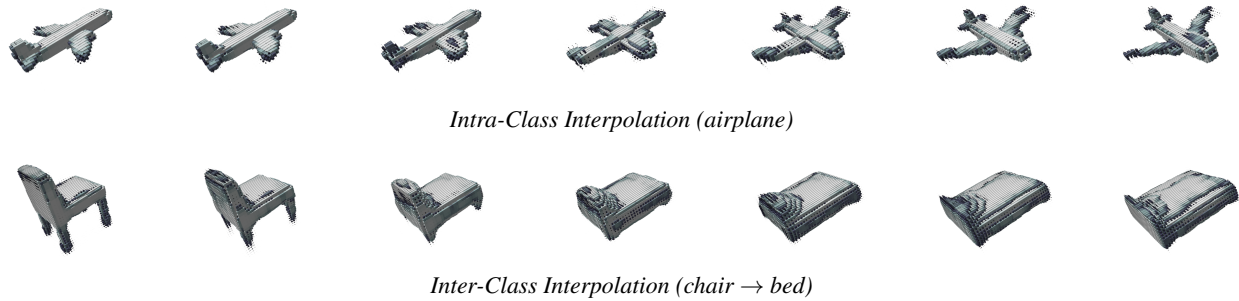 Intra-Class Interpolation (airplane)
Inter-Class Interpolation (chair → bed)